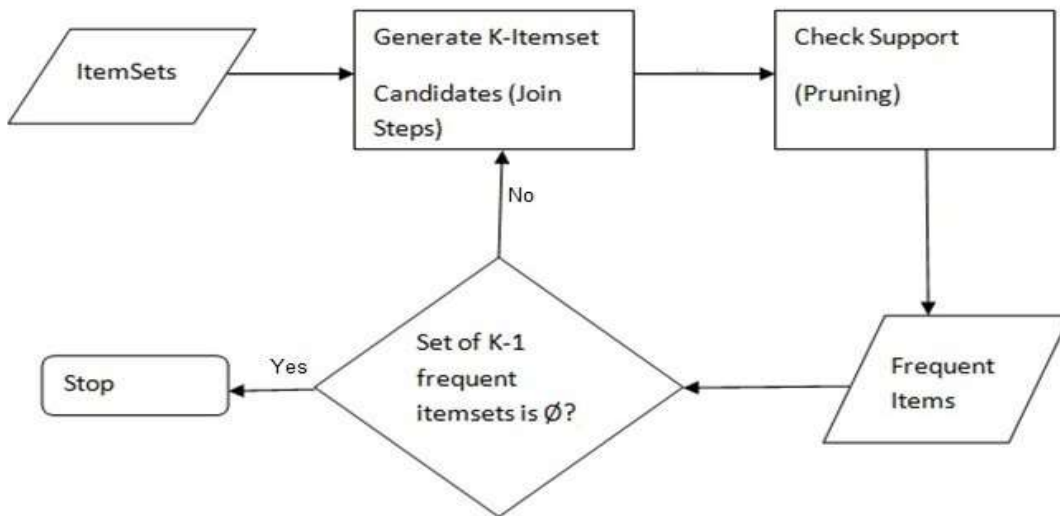 ItemSets
Generate K-Itemset
Candidates (Join
Steps)
Check Support
(Pruning)
No
Set of K-1
frequent
itemsets is Ø?
Yes
Stop
Frequent
Items